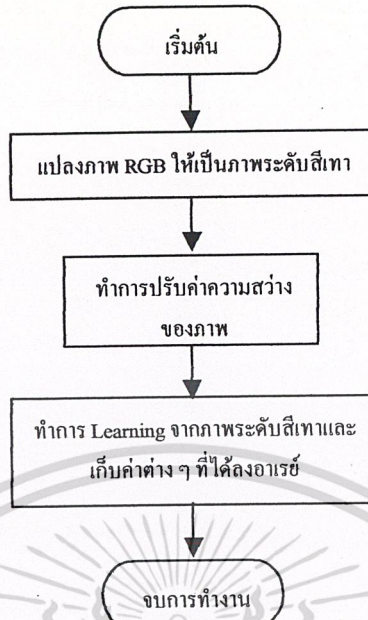 เริ่มต้น
แปลงภาพ RGB ให้เป็นภาพระดับสีเทา
ทำการปรับค่าความสว่าง
ของภาพ
ทำการ Learning จากภาพระดับสีเทาและ
เก็บค่าต่าง ๆ ที่ได้ลงอาเรย์
จบการทำงาน